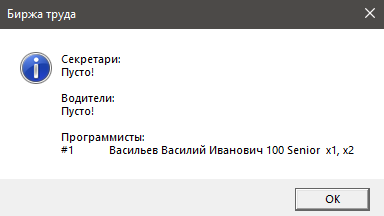 Биржа труда
Секретари:
Пусто!
Водители:
Пусто!
Программисты:
#1 Васильев Василий Иванович 100 Senior x1, x2
OK